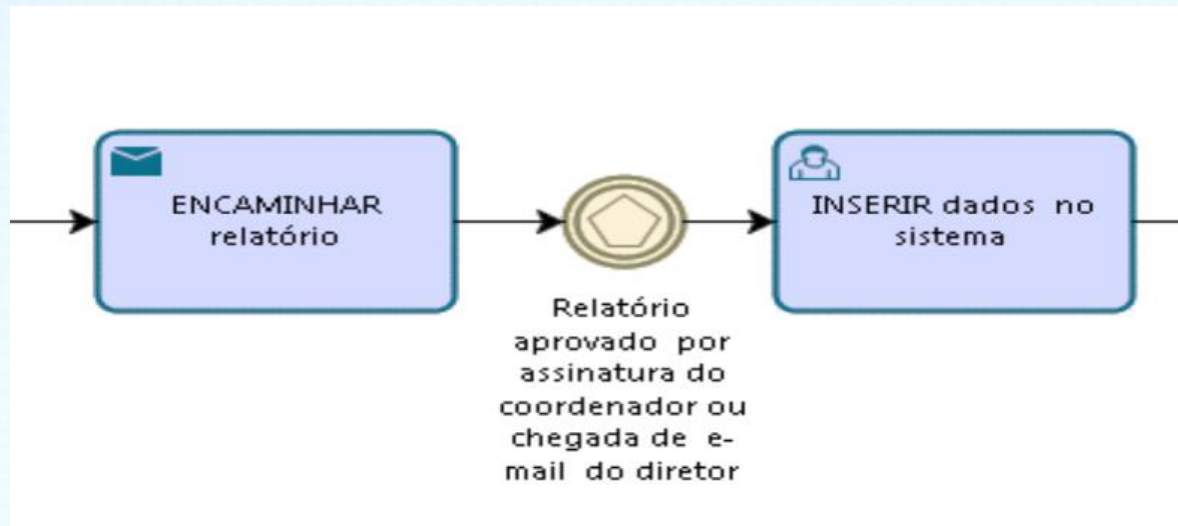 ENCAMINHAR
relatório
Relatório
aprovado por
assinatura do
coordenador ou
chegada de e-
mail do diretor
INSERIR dados no
sistema